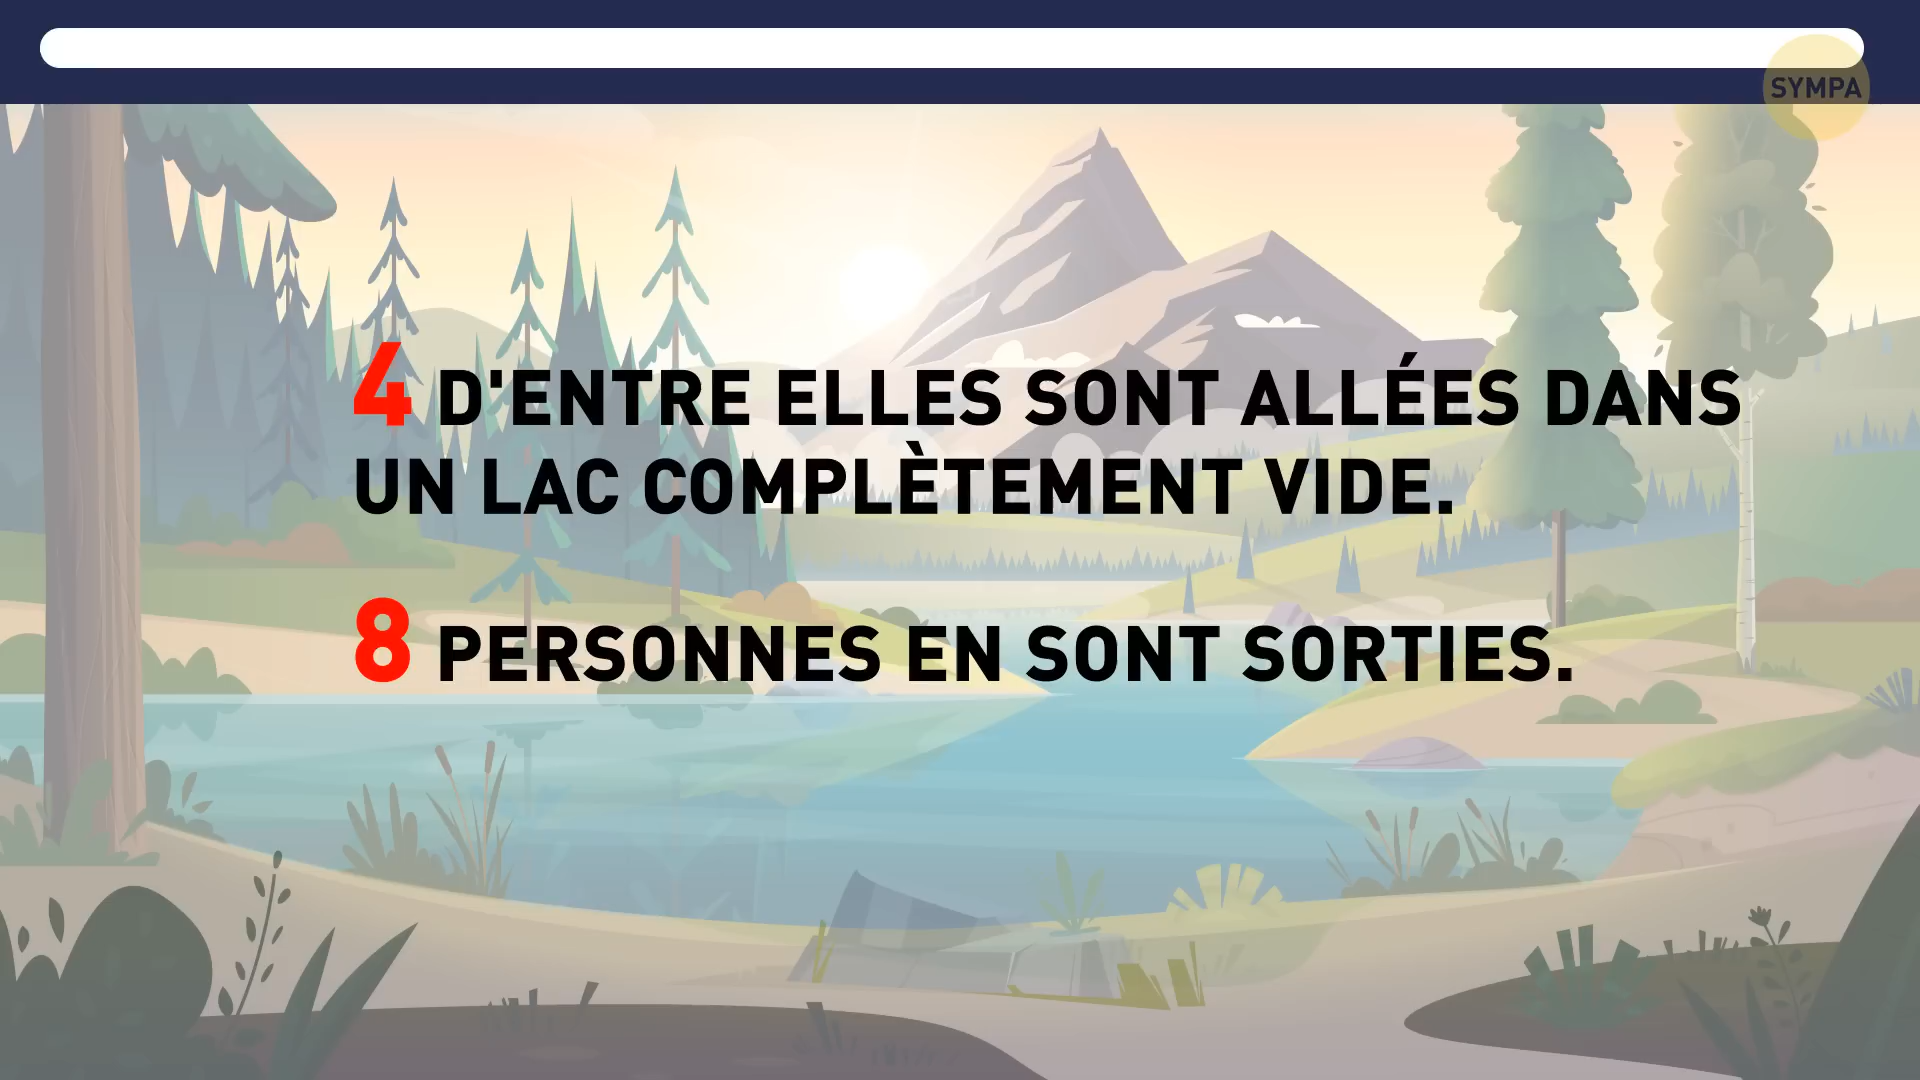 SYMPA
4 D'ENTRE ELLES SONT ALLÉES DANS
UN LAC COMPLÈTEMENT VIDE.
8 PERSONNES EN SONT SORTIES.